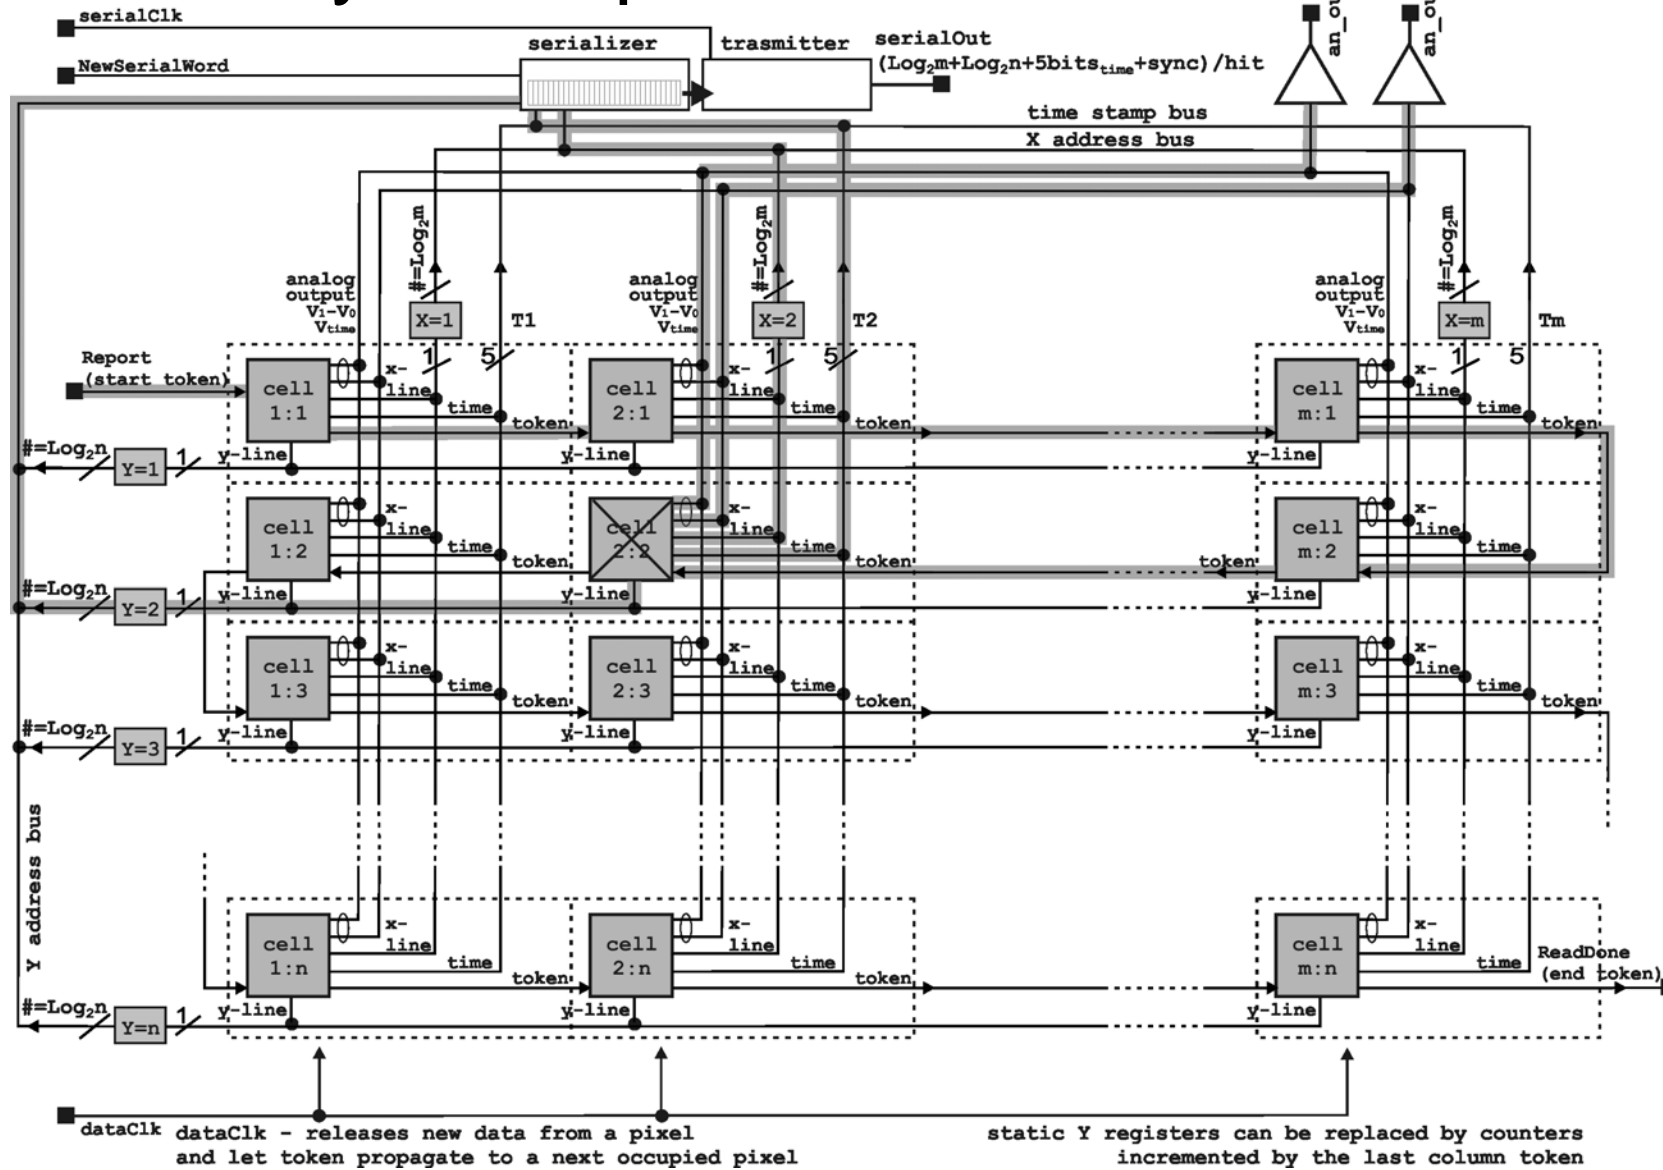 serialClk
NewSerialWord
serializer
trasmitter
serialOut
(Log2m+Log2n+5bitstime+sync)/hit
time stamp bus
X address bus
#=Log2m
#=Log2m
#=Log2m
analog
output
V1-V0
Vtime
X=1
T1
analog
output
V1-V0
Vtime
X=2
T2
analog
output
V1-V0
Vtime
X=m
Tm
Report
(start token)
1
5
1
5
1
5
cell
1:1
x-
line
time
token
cell
2:1
x-
line
time
token
cell
m:1
x-
line
time
token
#=Log2n
Y=1
1
y-line
y-line
y-line
cell
1:2
x-
line
time
token
cell
2:2
x-
line
time
token
token
cell
m:2
x-
line
time
#=Log2n
Y=2
1
y-line
y-line
y-line
cell
1:3
x-
line
time
token
cell
2:3
x-
line
time
token
cell
m:3
x-
line
time
token
#=Log2n
Y=3
1
y-line
y-line
y-line
Y address bus
cell
1:n
x-
line
time
token
cell
2:n
x-
line
time
token
cell
m:n
x-
line
time
ReadDone
(end token)
#=Log2n
Y=n
1
y-line
y-line
y-line
dataClk
dataClk - releases new data from a pixel
and let token propagate to a next occupied pixel
static Y registers can be replaced by counters
incremented by the last column token